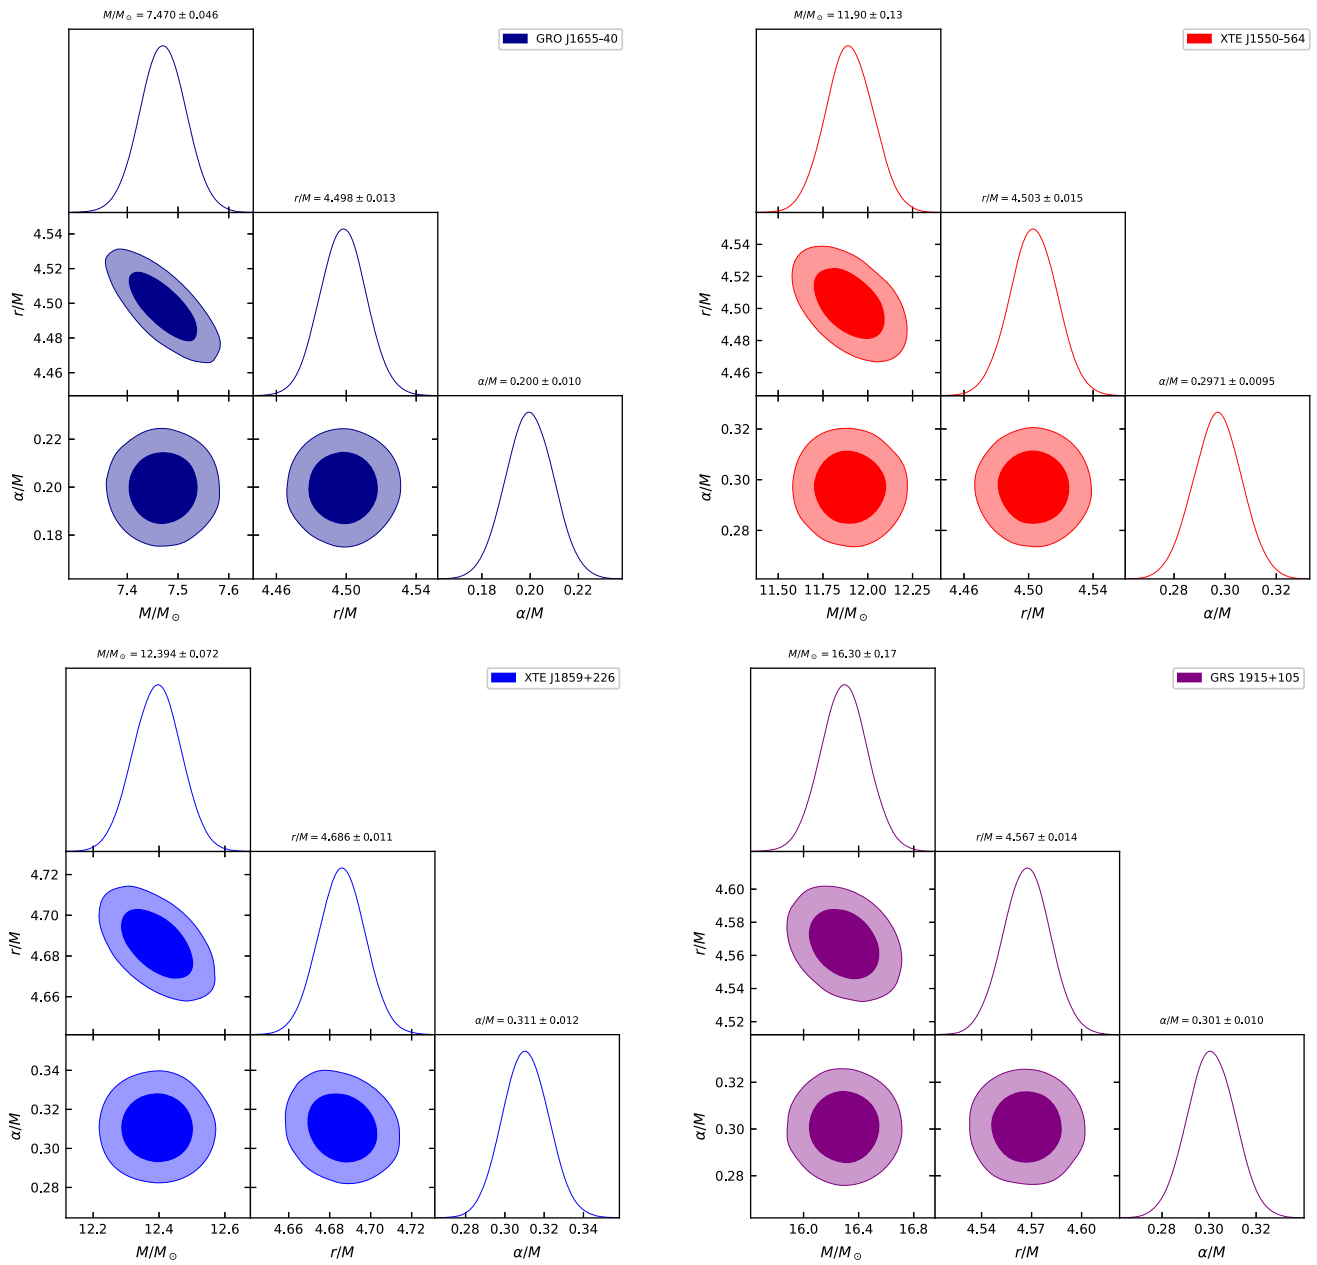 M/M⊙ = 7.470 ± 0.046
GRO J1655-40
r/M = 4.498 ± 0.013
4.54
4.52
4.50
4.48
4.46
r/M
α/M = 0.200 ± 0.010
0.22
0.20
0.18
α/M
7.4 7.5 7.6
4.46 4.50 4.54
0.18 0.20 0.22
M/M⊙
r/M
α/M
M/M⊙ = 11.90 ± 0.13
XTE J1550-564
r/M = 4.503 ± 0.015
4.54
4.52
4.50
4.48
4.46
r/M
α/M = 0.2971 ± 0.0095
0.32
0.30
0.28
α/M
11.50 11.75 12.00 12.25
4.46 4.50 4.54
0.28 0.30 0.32
M/M⊙
r/M
α/M
M/M⊙ = 12.394 ± 0.072
XTE J1859+226
r/M = 4.686 ± 0.011
4.72
4.70
4.68
4.66
r/M
α/M = 0.311 ± 0.012
0.34
0.32
0.30
0.28
α/M
12.2 12.4 12.6
4.66 4.68 4.70 4.72
0.28 0.30 0.32 0.34
M/M⊙
r/M
α/M
M/M⊙ = 16.30 ± 0.17
GRS 1915+105
r/M = 4.567 ± 0.014
4.60
4.58
4.56
4.54
4.52
r/M
α/M = 0.301 ± 0.010
0.32
0.30
0.28
α/M
16.0 16.4 16.8
4.54 4.57 4.60
0.28 0.30 0.32
M/M⊙
r/M
α/M